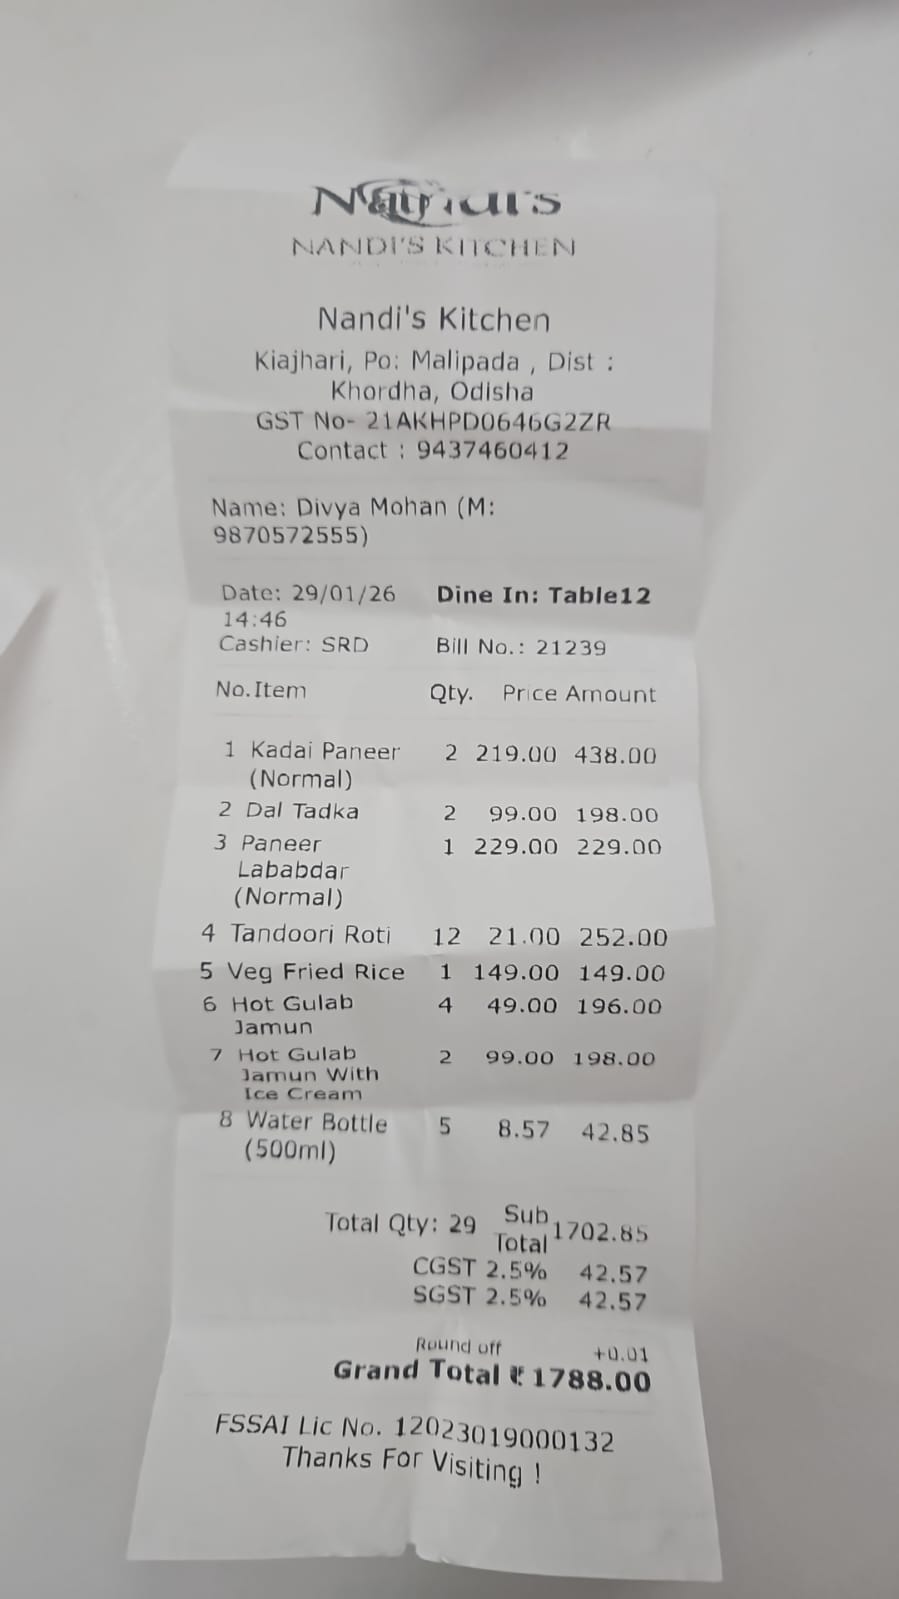 NANDI'S KITCHEN
Nandi's Kitchen
Kiajhari, Po: Malipada , Dist :
Khordha, Odisha
GST No- 21AKHPD0646G2ZR
Contact : 9437460412
Name: Divya Mohan (M:
9870572555)
Date: 29/01/26 Dine In: Table12
14:46
Cashier: SRD Bill No.: 21239
No.Item Qty. Price Amount
1 Kadai Paneer 2 219.00 438.00
(Normal)
2 Dal Tadka 2 99.00 198.00
3 Paneer 1 229.00 229.00
Lababdar
(Normal)
4 Tandoori Roti 12 21.00 252.00
5 Veg Fried Rice 1 149.00 149.00
6 Hot Gulab 4 49.00 196.00
Jamun
7 Hot Gulab 2 99.00 198.00
Jamun With
Ice Cream
8 Water Bottle 5 8.57 42.85
(500ml)
Total Qty: 29 Sub 1702.85
Total
CGST 2.5% 42.57
SGST 2.5% 42.57
Round off +0.01
Grand Total ₹ 1788.00
FSSAI Lic No. 12023019000132
Thanks For Visiting !